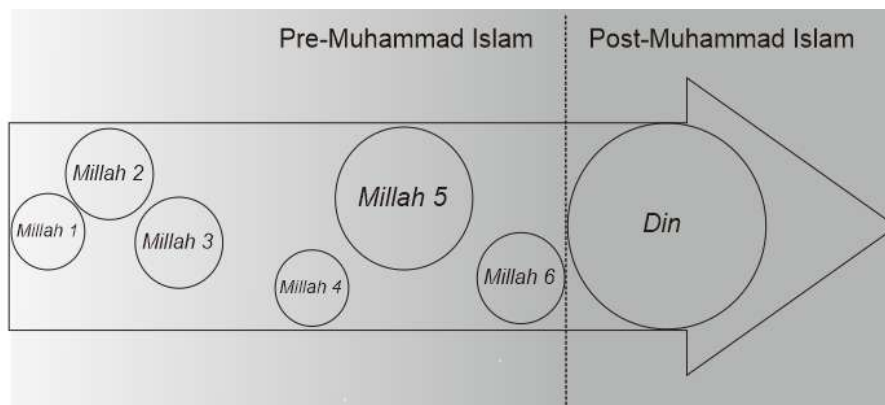 Pre-Muhammad Islam
Post-Muhammad Islam
Millah 1
Millah 2
Millah 3
Millah 4
Millah 5
Millah 6
Din